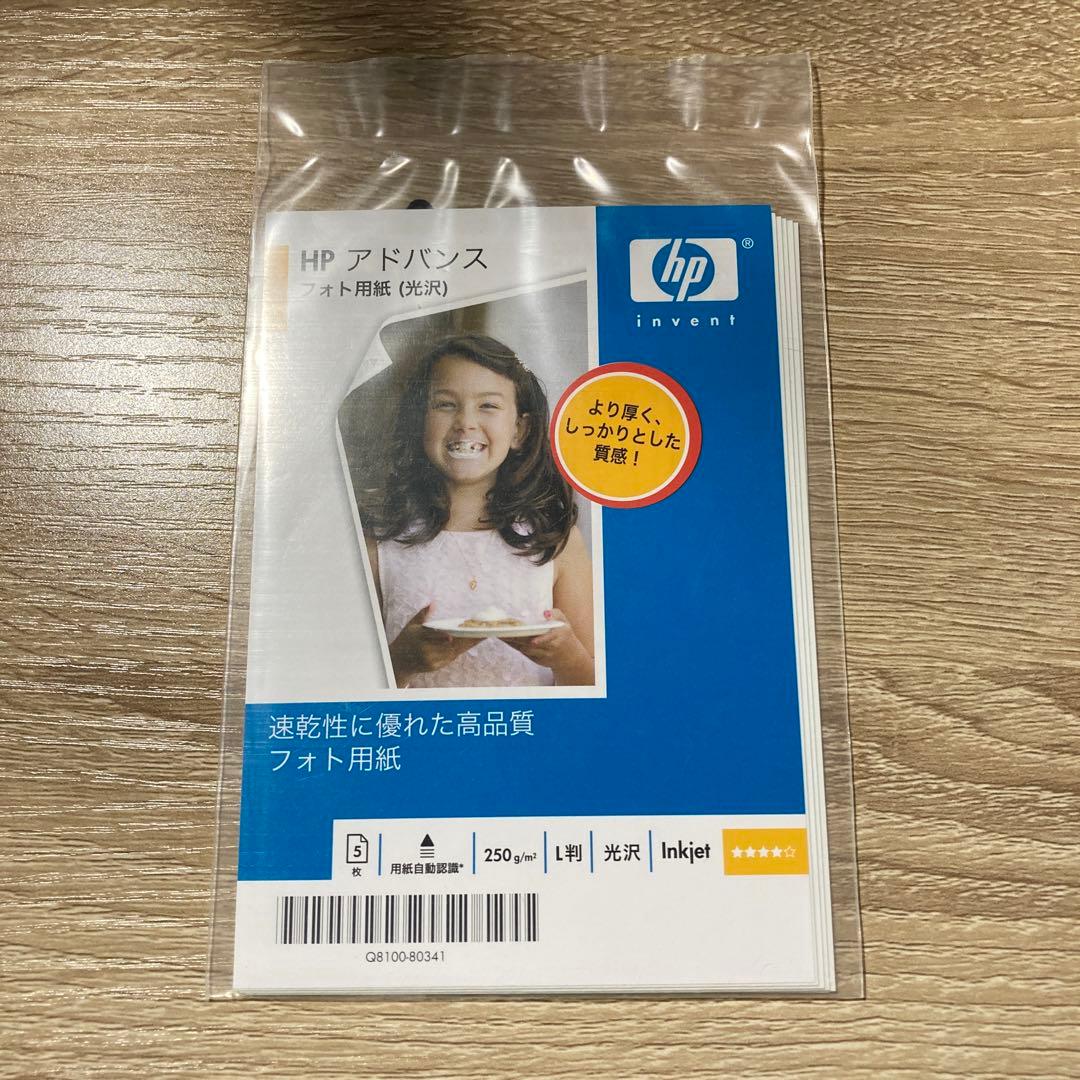 HP アドバンス
フォト用紙 (光沢)
hp
®
invent
より厚く、
しっかりとした
質感！
速乾性に優れた高品質
フォト用紙
5
枚
用紙自動認識*
250 g/m²
L判
光沢
Inkjet
★★★★☆
Q8100-80341